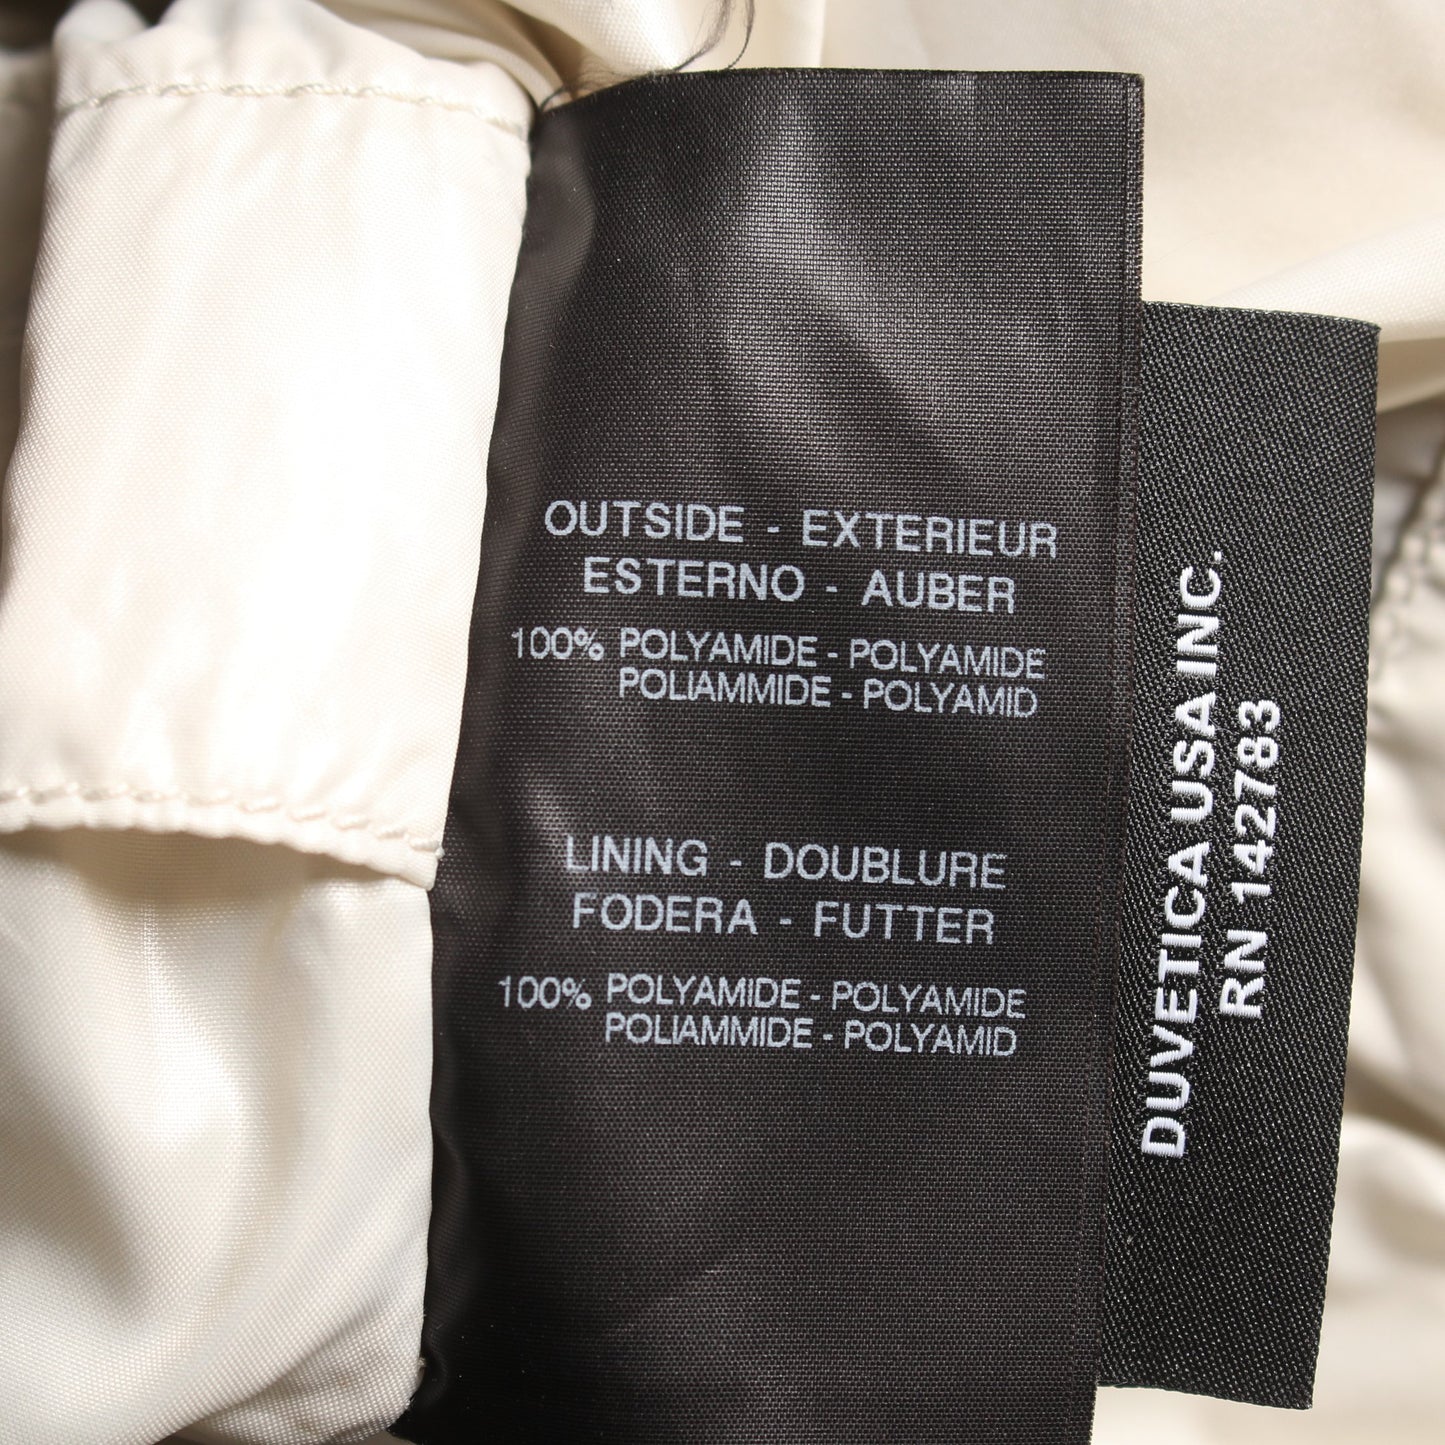 OUTSIDE - EXTERIEUR
ESTERNO - AUBER
100% POLYAMIDE - POLYAMIDE
POLIAMMIDE - POLYAMID
LINING - DOUBLURE
FODERA - FUTTER
100% POLYAMIDE - POLYAMIDE
POLIAMMIDE - POLYAMID
DUVETICA USA INC.
RN 142783